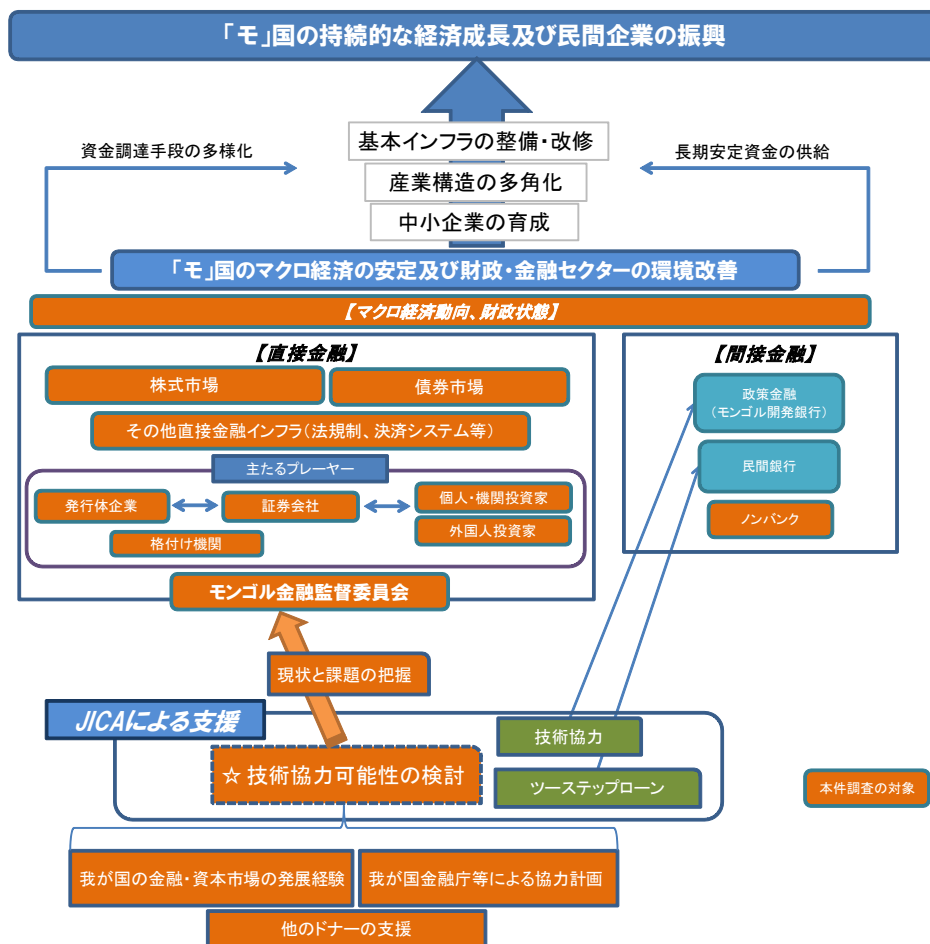 「モ」国の持続的な経済成長及び民間企業の振興
資金調達手段の多様化
基本インフラの整備・改修
長期安定資金の供給
産業構造の多角化
中小企業の育成
「モ」国のマクロ経済の安定及び財政・金融セクターの環境改善
【マクロ経済動向、財政状態】
【直接金融】
株式市場
債券市場
その他直接金融インフラ(法規制、決済システム等)
主たるプレーヤー
発行体企業
証券会社
個人・機関投資家
外国人投資家
格付け機関
モンゴル金融監督委員会
【間接金融】
政策金融
(モンゴル開発銀行)
民間銀行
ノンバンク
現状と課題の把握
JICAによる支援
技術協力
☆ 技術協力可能性の検討
ツーステップローン
本件調査の対象
我が国の金融・資本市場の発展経験
我が国金融庁等による協力計画
他のドナーの支援